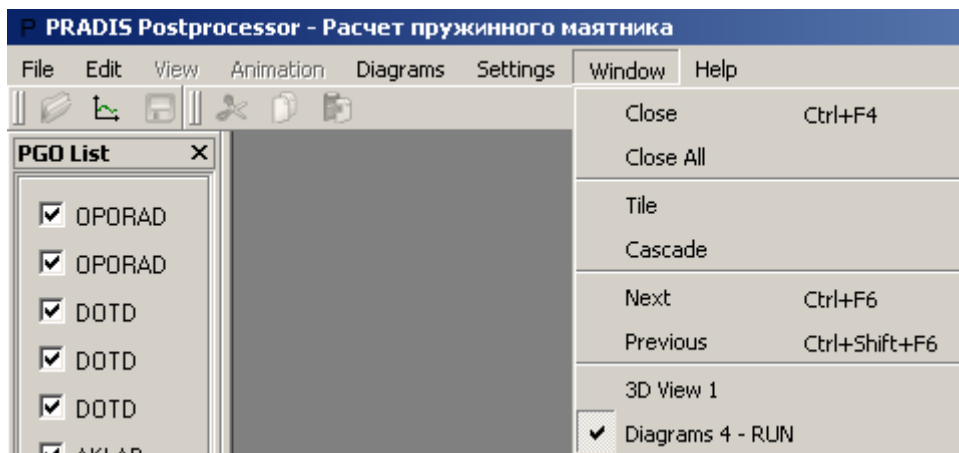 PRADIS Postprocessor - Расчет пружинного маятника
File Edit View Animation Diagrams Settings Window Help
Close Ctrl+F4
PGO List
Close All
OPORAD
Tile
OPORAD
Cascade
DOTD
Next Ctrl+F6
DOTD
Previous Ctrl+Shift+F6
DOTD
3D View 1
Diagrams 4 - RUN